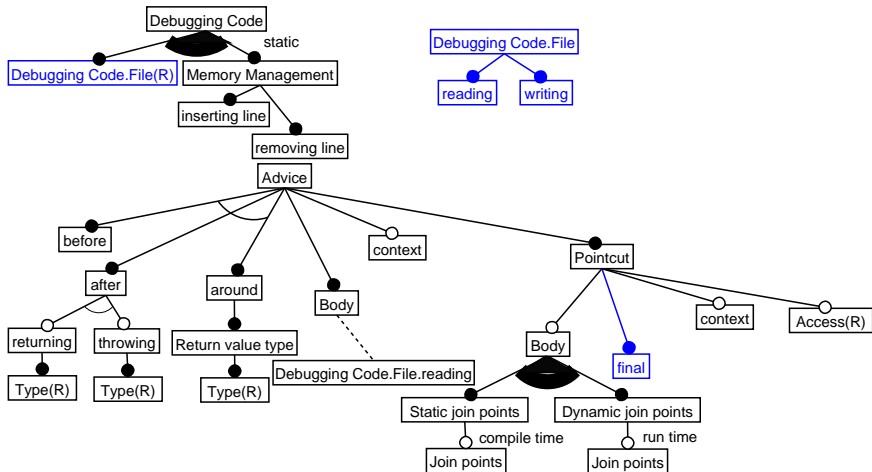 Debugging Code
static
Debugging Code.File
Debugging Code.File(R)
Memory Management
reading
writing
inserting line
removing line
Advice
before
context
Pointcut
after
around
Body
context
Access(R)
returning
throwing
Return value type
Body
final
Debugging Code.File.reading
Type(R)
Type(R)
Type(R)
Static join points
Dynamic join points
compile time
run time
Join points
Join points